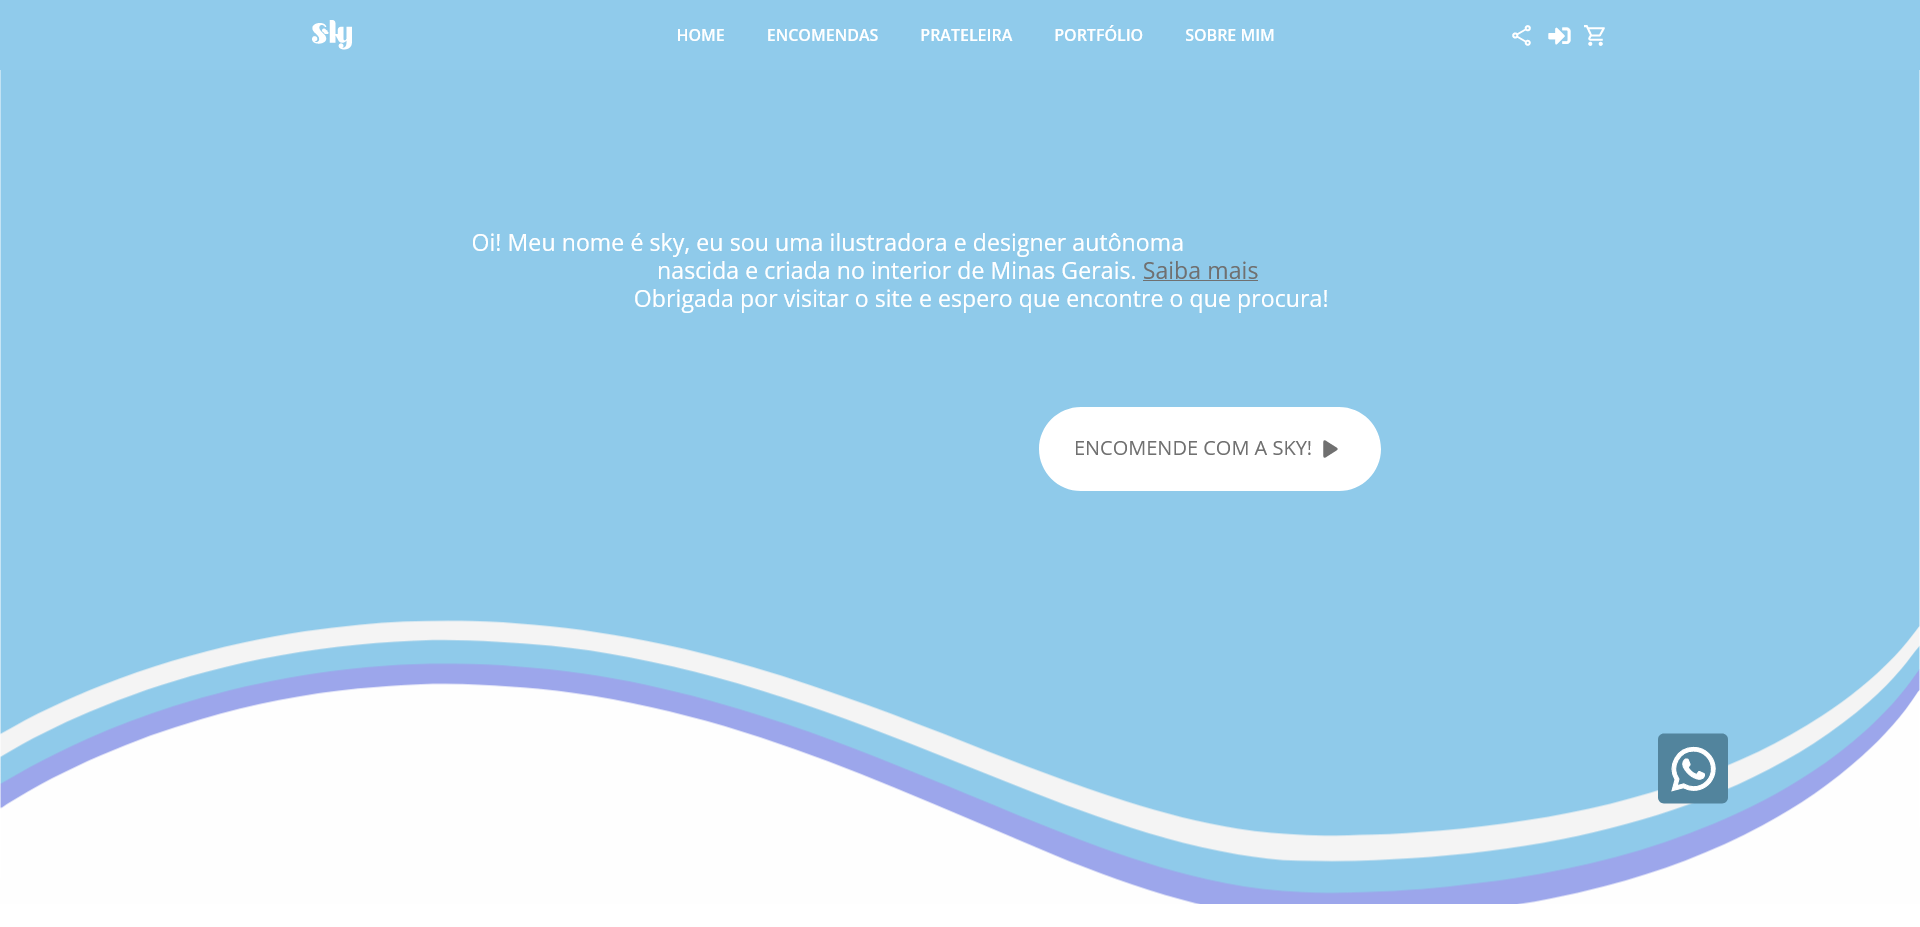 sky
HOME
ENCOMENDAS
PRATELEIRA
PORTFÓLIO
SOBRE MIM
Oi! Meu nome é sky, eu sou uma ilustradora e designer autônoma
nascida e criada no interior de Minas Gerais. Saiba mais
Obrigada por visitar o site e espero que encontre o que procura!
ENCOMENDE COM A SKY!